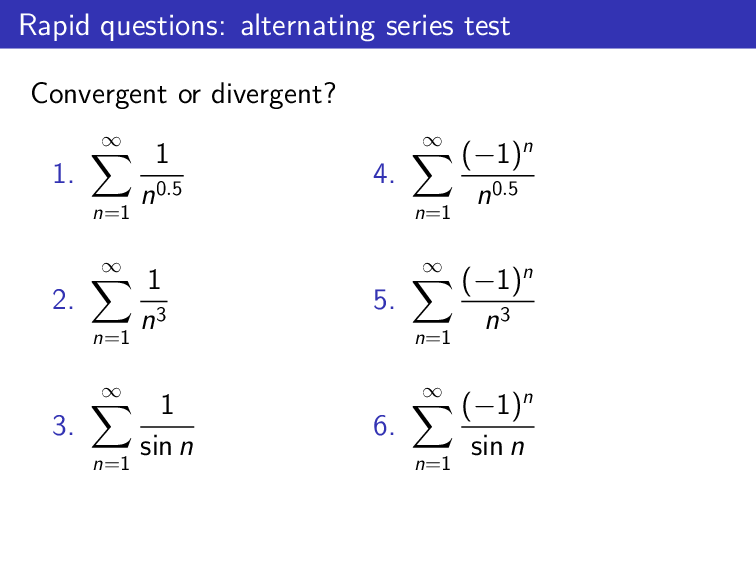 Rapid questions: alternating series test
Convergent or divergent?
1. $\sum_{n=1}^{\infty} \frac{1}{n^{0.5}}$
2. $\sum_{n=1}^{\infty} \frac{1}{n^3}$
3. $\sum_{n=1}^{\infty} \frac{1}{\sin n}$
4. $\sum_{n=1}^{\infty} \frac{(-1)^n}{n^{0.5}}$
5. $\sum_{n=1}^{\infty} \frac{(-1)^n}{n^3}$
6. $\sum_{n=1}^{\infty} \frac{(-1)^n}{\sin n}$